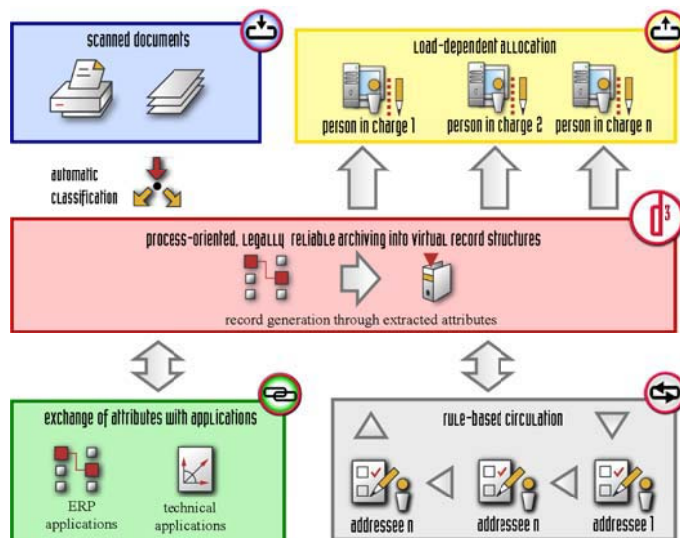 scanned documents
load-dependent allocation
person in charge 1
person in charge 2
person in charge n
automatic
classification
d3
process-oriented, legally reliable archiving into virtual record structures
record generation through extracted attributes
exchange of attributes with applications
ERP
applications
technical
applications
rule-based circulation
addressee n
addressee n
addressee 1